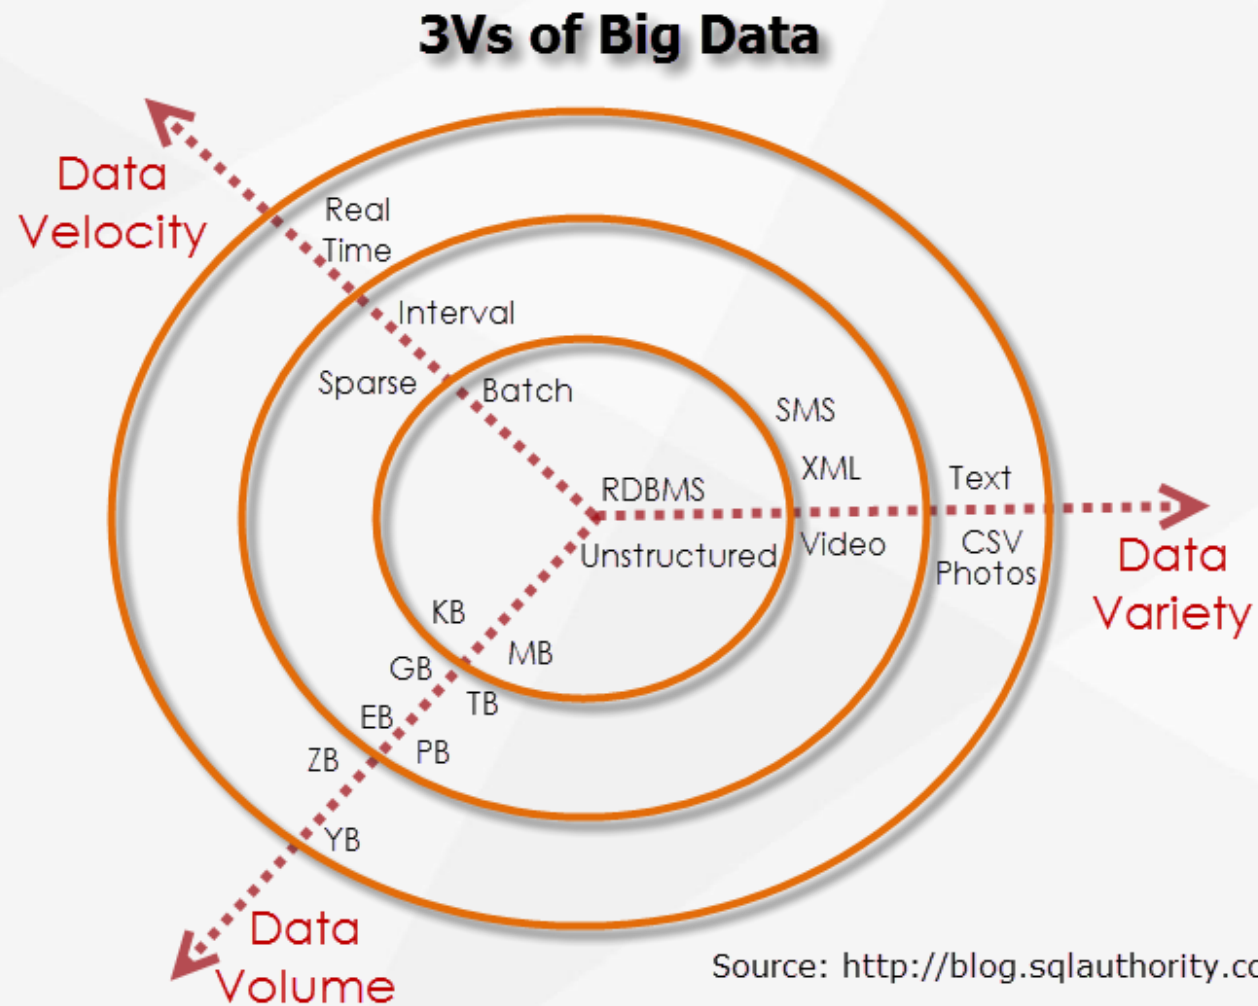 3Vs of Big Data
Data
Velocity
Real
Time
Interval
Sparse
Batch
SMS
XML
Text
RDBMS
Unstructured
Video
CSV
Photos
Data
Variety
KB
MB
GB
TB
EB
PB
ZB
YB
Data
Volume
Source: http://blog.sqlauthority.co